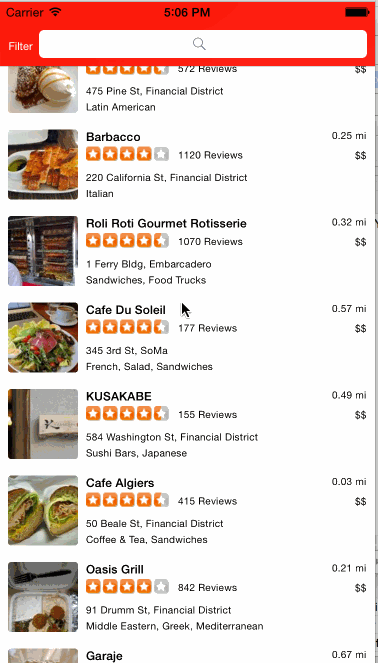 Carrier 5:06 PM
Filter
572 Reviews $$
475 Pine St, Financial District
Latin American
Barbacco 0.25 mi
1120 Reviews $$
220 California St, Financial District
Italian
Roli Roti Gourmet Rotisserie 0.32 mi
1070 Reviews $$
1 Ferry Bldg, Embarcadero
Sandwiches, Food Trucks
Cafe Du Soleil 0.57 mi
177 Reviews $$
345 3rd St, SoMa
French, Salad, Sandwiches
KUSAKABE 0.49 mi
155 Reviews $$
584 Washington St, Financial District
Sushi Bars, Japanese
Cafe Algiers 0.03 mi
415 Reviews $$
50 Beale St, Financial District
Coffee & Tea, Sandwiches
Oasis Grill 0.21 mi
842 Reviews $$
91 Drumm St, Financial District
Middle Eastern, Greek, Mediterranean
Garaje 0.67 mi